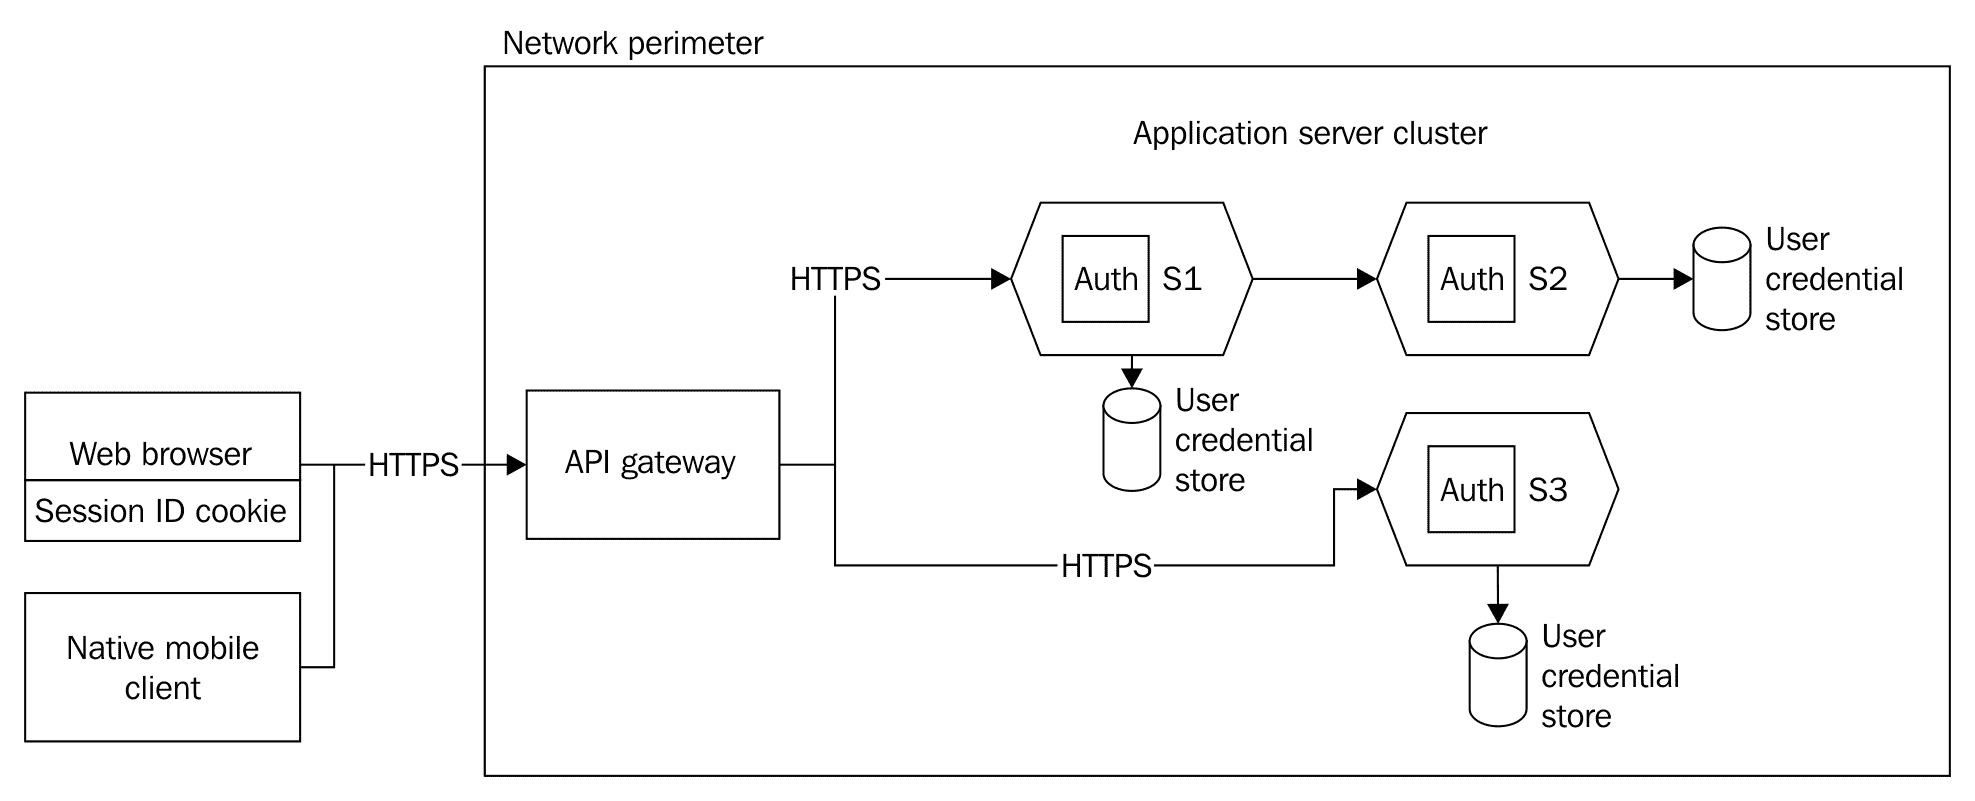 Network perimeter
Application server cluster
HTTPS
Auth
S1
Auth
S2
User
credential
store
User
credential
store
Web browser
Session ID cookie
HTTPS
API gateway
Auth
S3
HTTPS
Native mobile
client
User
credential
store